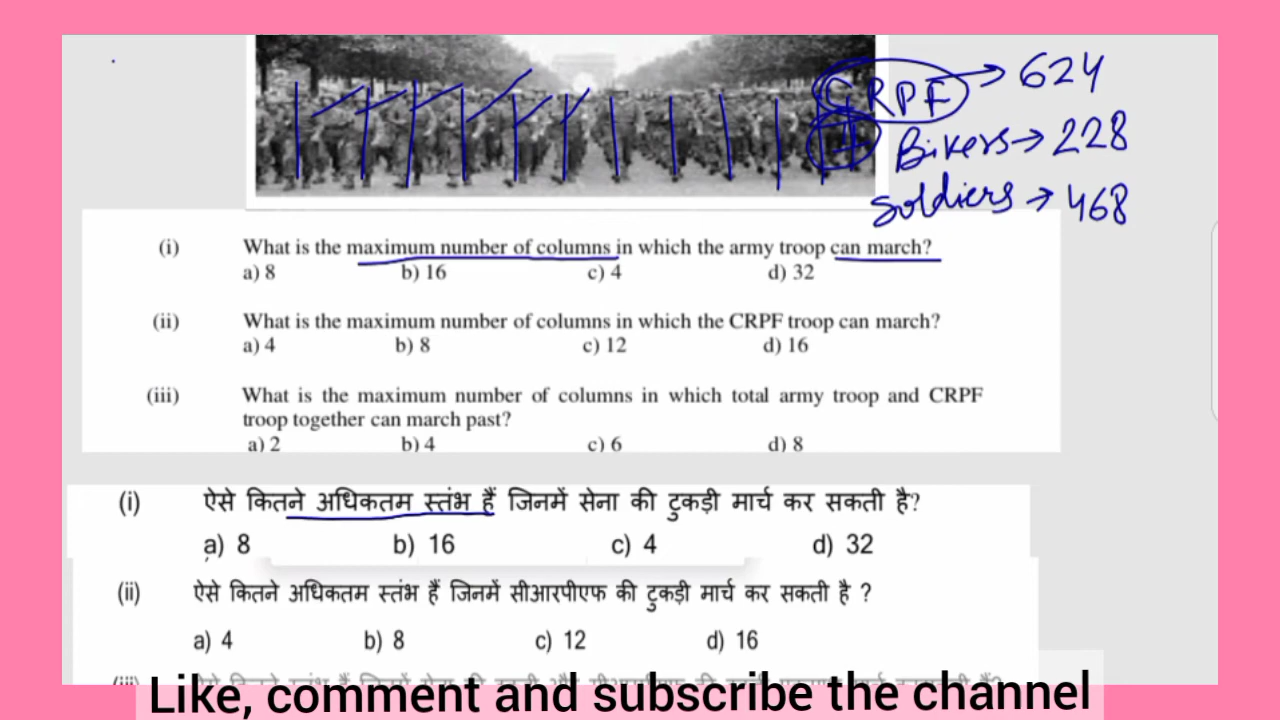 CRPF → 624
Bikers → 228
Soldiers → 468
(i) What is the maximum number of columns in which the army troop can march?
a) 8 b) 16 c) 4 d) 32
(ii) What is the maximum number of columns in which the CRPF troop can march?
a) 4 b) 8 c) 12 d) 16
(iii) What is the maximum number of columns in which total army troop and CRPF
troop together can march past?
a) 2 b) 4 c) 6 d) 8
(i) ऐसे कितने अधिकतम स्तंभ हैं जिनमें सेना की टुकड़ी मार्च कर सकती है?
a) 8 b) 16 c) 4 d) 32
(ii) ऐसे कितने अधिकतम स्तंभ हैं जिनमें सीआरपीएफ की टुकड़ी मार्च कर सकती है ?
a) 4 b) 8 c) 12 d) 16
Like, comment and subscribe the channel